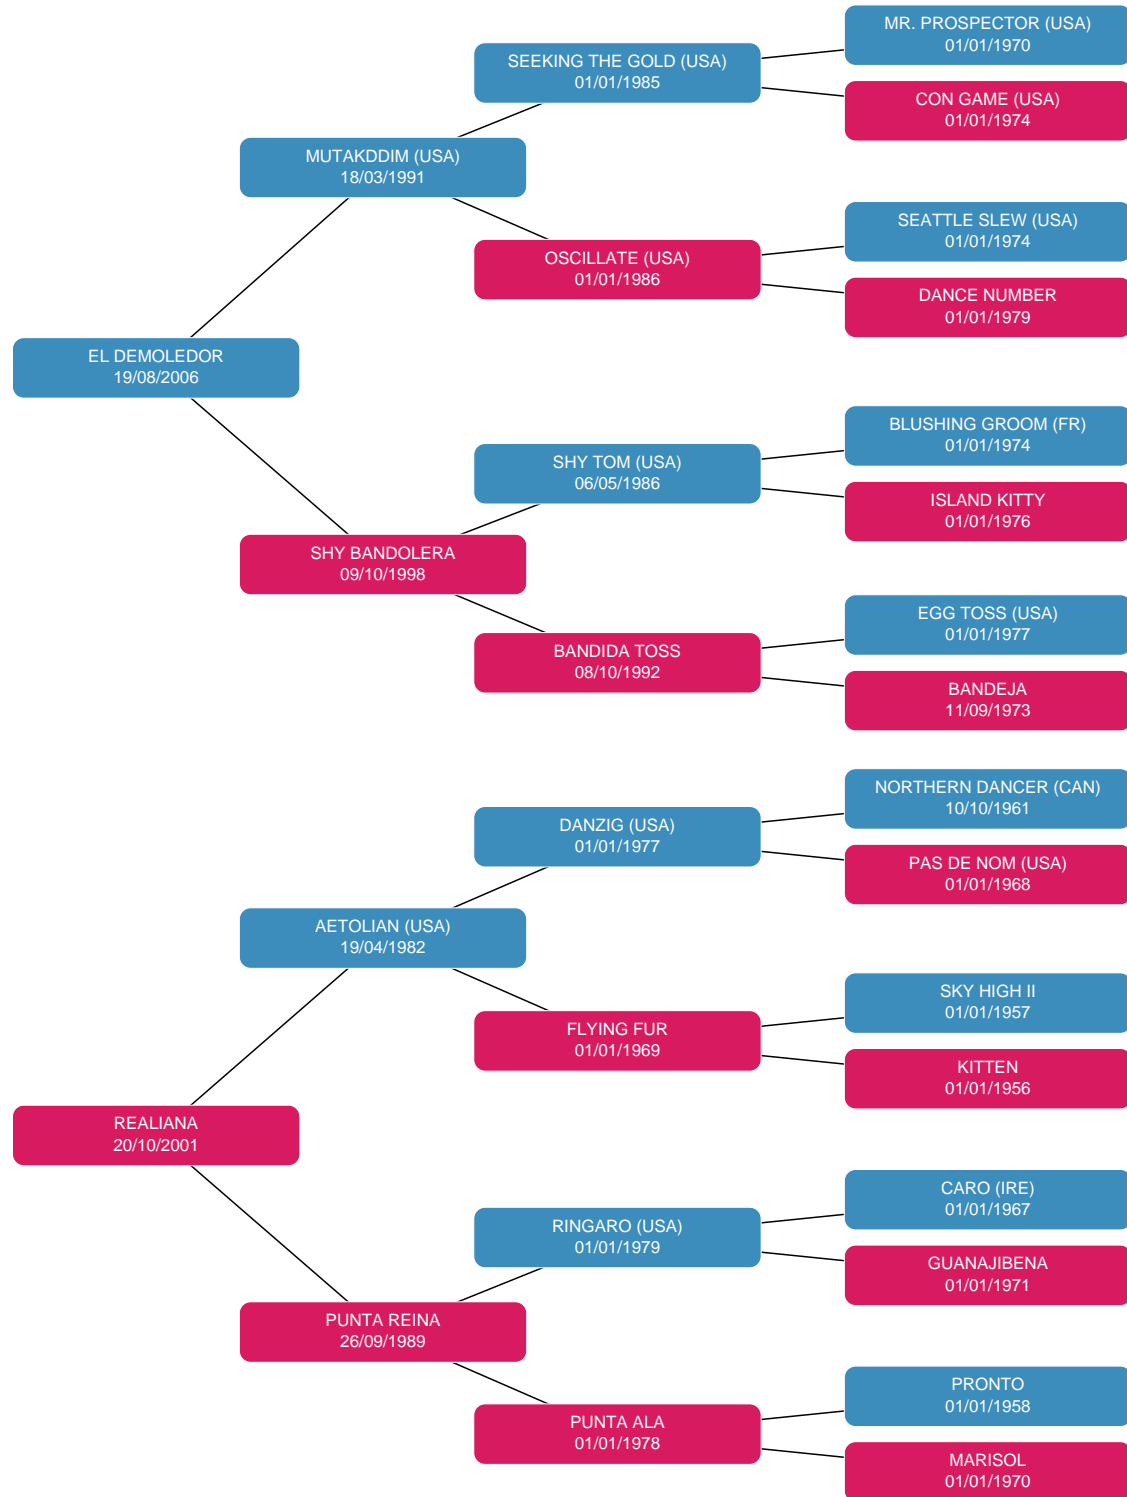 MR. PROSPECTOR (USA)
01/01/1970
SEEKING THE GOLD (USA)
01/01/1985
CON GAME (USA)
01/01/1974
MUTAKDDIM (USA)
18/03/1991
SEATTLE SLEW (USA)
01/01/1974
OSCILLATE (USA)
01/01/1986
DANCE NUMBER
01/01/1979
EL DEMOLEDOR
19/08/2006
BLUSHING GROOM (FR)
01/01/1974
SHY TOM (USA)
06/05/1986
ISLAND KITTY
01/01/1976
SHY BANDOLERA
09/10/1998
EGG TOSS (USA)
01/01/1977
BANDIDA TOSS
08/10/1992
BANDEJA
11/09/1973
NORTHERN DANCER (CAN)
10/10/1961
DANZIG (USA)
01/01/1977
PAS DE NOM (USA)
01/01/1968
AETOLIAN (USA)
19/04/1982
SKY HIGH II
01/01/1957
FLYING FUR
01/01/1969
KITTEN
01/01/1956
REALIANA
20/10/2001
CARO (IRE)
01/01/1967
RINGARO (USA)
01/01/1979
GUANAJIBENA
01/01/1971
PUNTA REINA
26/09/1989
PRONTO
01/01/1958
PUNTA ALA
01/01/1978
MARISOL
01/01/1970